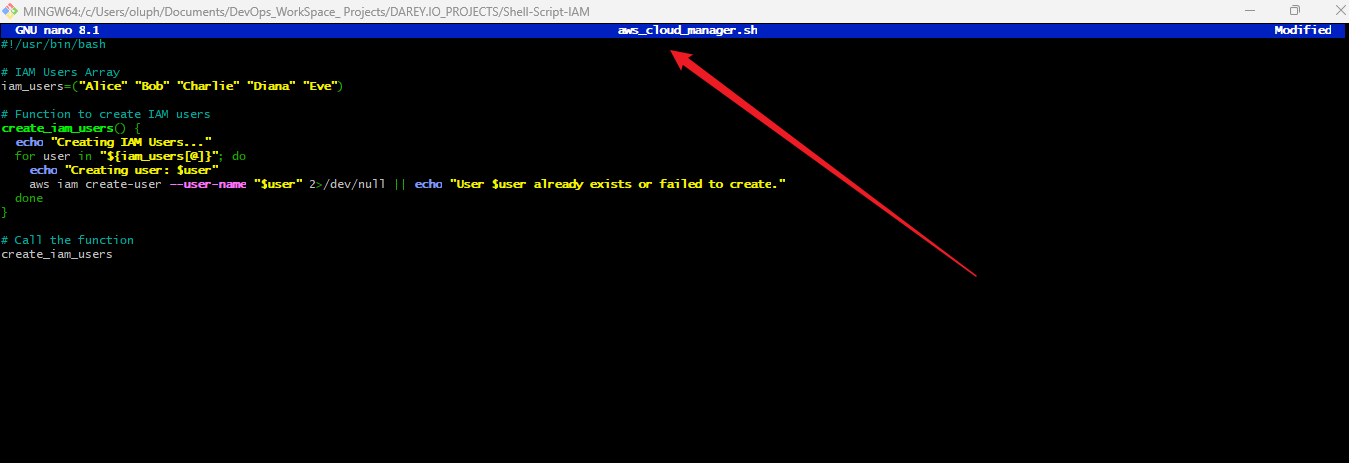 MINGW64:/c/Users/oluph/Documents/DevOps_WorkSpace_ Projects/DAREY.IO_PROJECTS/Shell-Script-IAM
GNU nano 8.1 aws_cloud_manager.sh Modified
#!/usr/bin/bash
# IAM Users Array
iam_users=("Alice" "Bob" "Charlie" "Diana" "Eve")
# Function to create IAM users
create_iam_users() {
  echo "Creating IAM Users..."
  for user in "${iam_users[@]}"; do
    echo "Creating user: $user"
    aws iam create-user --user-name "$user" 2>/dev/null || echo "User $user already exists or failed to create."
  done
}
# Call the function
create_iam_users